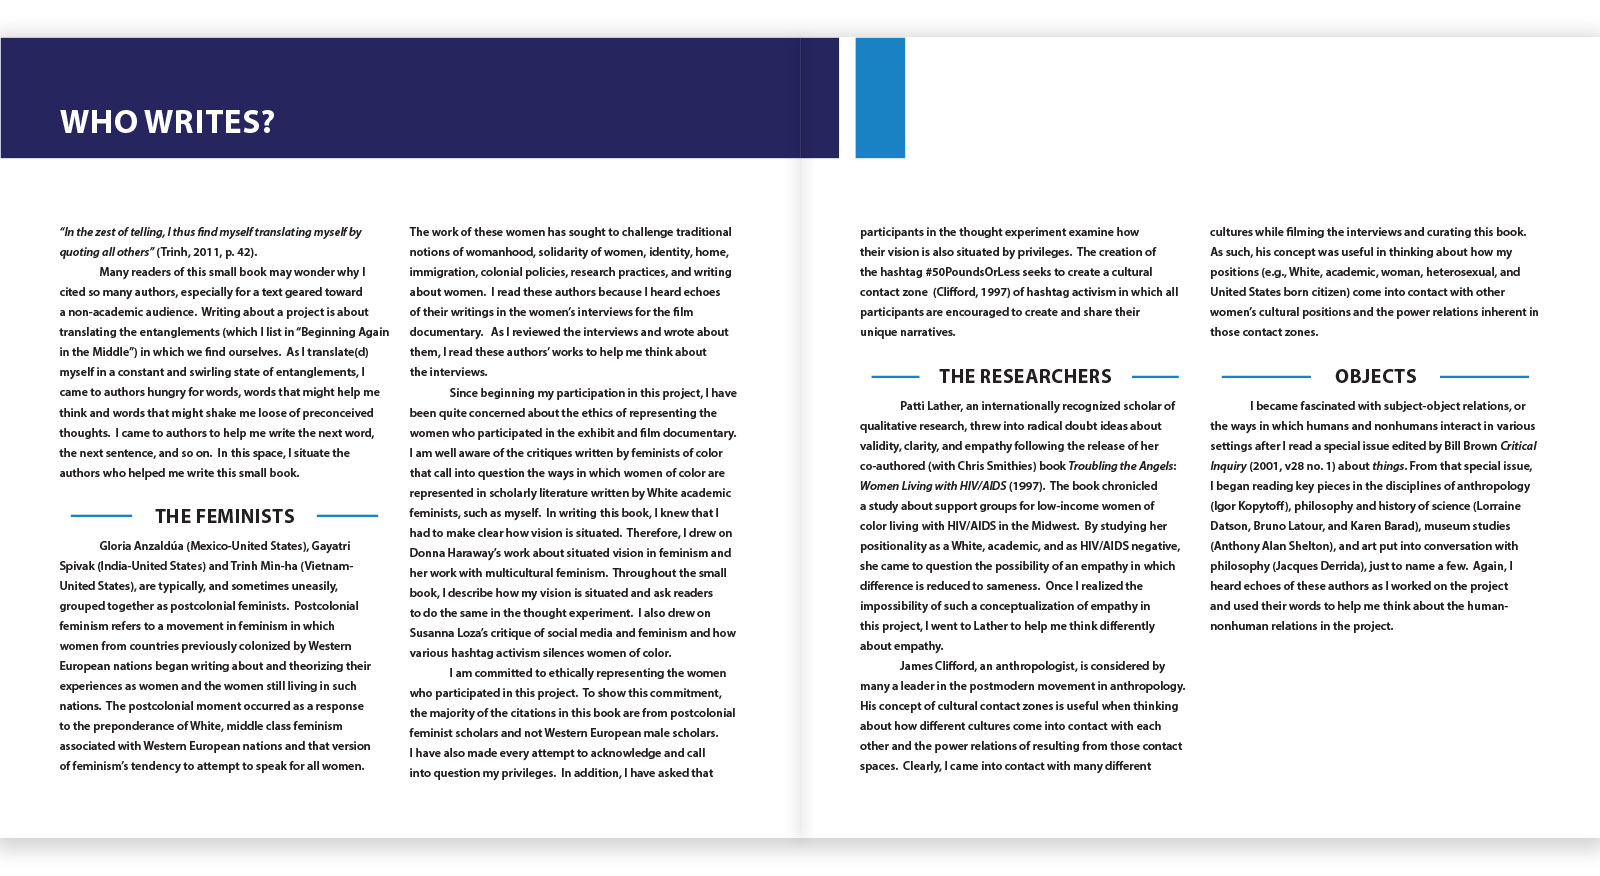 WHO WRITES?
“In the zest of telling, I thus find myself translating myself by
quoting all others” (Trinh, 2011, p. 42).
Many readers of this small book may wonder why I
cited so many authors, especially for a text geared toward
a non-academic audience. Writing about a project is about
translating the entanglements (which I list in “Beginning Again
in the Middle”) in which we find ourselves. As I translate(d)
myself in a constant and swirling state of entanglements, I
came to authors hungry for words, words that might help me
think and words that might shake me loose of preconceived
thoughts. I came to authors to help me write the next word,
the next sentence, and so on. In this space, I situate the
authors who helped me write this small book.
THE FEMINISTS
Gloria Anzaldúa (Mexico-United States), Gayatri
Spivak (India-United States) and Trinh Min-ha (Vietnam-
United States), are typically, and sometimes uneasily,
grouped together as postcolonial feminists. Postcolonial
feminism refers to a movement in feminism in which
women from countries previously colonized by Western
European nations began writing about and theorizing their
experiences as women and the women still living in such
nations. The postcolonial moment occurred as a response
to the preponderance of White, middle class feminism
associated with Western European nations and that version
of feminism’s tendency to attempt to speak for all women.
The work of these women has sought to challenge traditional
notions of womanhood, solidarity of women, identity, home,
immigration, colonial policies, research practices, and writing
about women. I read these authors because I heard echoes
of their writings in the women’s interviews for the film
documentary. As I reviewed the interviews and wrote about
them, I read these authors’ works to help me think about
the interviews.
Since beginning my participation in this project, I have
been quite concerned about the ethics of representing the
women who participated in the exhibit and film documentary.
I am well aware of the critiques written by feminists of color
that call into question the ways in which women of color are
represented in scholarly literature written by White academic
feminists, such as myself. In writing this book, I knew that I
had to make clear how vision is situated. Therefore, I drew on
Donna Haraway’s work about situated vision in feminism and
her work with multicultural feminism. Throughout the small
book, I describe how my vision is situated and ask readers
to do the same in the thought experiment. I also drew on
Susanna Loza’s critique of social media and feminism and how
various hashtag activism silences women of color.
I am committed to ethically representing the women
who participated in this project. To show this commitment,
the majority of the citations in this book are from postcolonial
feminist scholars and not Western European male scholars.
I have also made every attempt to acknowledge and call
into question my privileges. In addition, I have asked that
participants in the thought experiment examine how
their vision is also situated by privileges. The creation of
the hashtag #50PoundsOrLess seeks to create a cultural
contact zone (Clifford, 1997) of hashtag activism in which all
participants are encouraged to create and share their
unique narratives.
THE RESEARCHERS
Patti Lather, an internationally recognized scholar of
qualitative research, threw into radical doubt ideas about
validity, clarity, and empathy following the release of her
co-authored (with Chris Smithies) book Troubling the Angels:
Women Living with HIV/AIDS (1997). The book chronicled
a study about support groups for low-income women of
color living with HIV/AIDS in the Midwest. By studying her
positionality as a White, academic, and as HIV/AIDS negative,
she came to question the possibility of an empathy in which
difference is reduced to sameness. Once I realized the
impossibility of such a conceptualization of empathy in
this project, I went to Lather to help me think differently
about empathy.
James Clifford, an anthropologist, is considered by
many a leader in the postmodern movement in anthropology.
His concept of cultural contact zones is useful when thinking
about how different cultures come into contact with each
other and the power relations of resulting from those contact
spaces. Clearly, I came into contact with many different
cultures while filming the interviews and curating this book.
As such, his concept was useful in thinking about how my
positions (e.g., White, academic, woman, heterosexual, and
United States born citizen) come into contact with other
women’s cultural positions and the power relations inherent in
those contact zones.
OBJECTS
I became fascinated with subject-object relations, or
the ways in which humans and nonhumans interact in various
settings after I read a special issue edited by Bill Brown Critical
Inquiry (2001, v28 no. 1) about things. From that special issue,
I began reading key pieces in the disciplines of anthropology
(Igor Kopytoff), philosophy and history of science (Lorraine
Datson, Bruno Latour, and Karen Barad), museum studies
(Anthony Alan Shelton), and art put into conversation with
philosophy (Jacques Derrida), just to name a few. Again, I
heard echoes of these authors as I worked on the project
and used their words to help me think about the human-
nonhuman relations in the project.